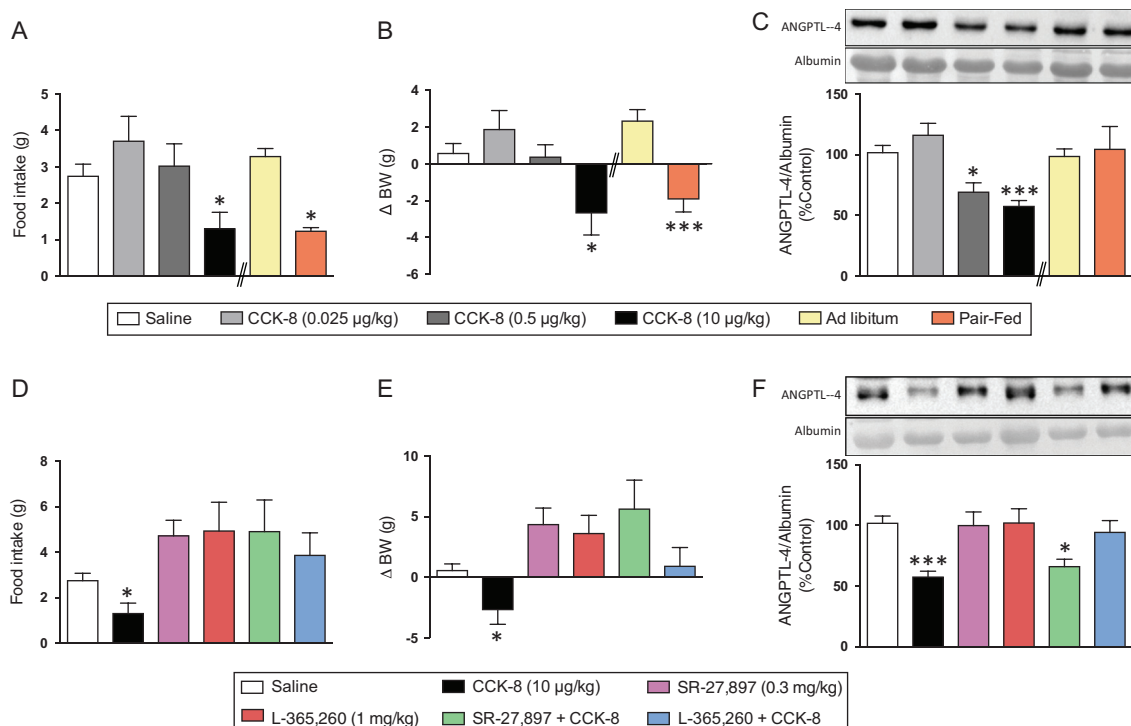 A
B
C
ANGPTL--4
Albumin
Food intake (g)
5
4
3
2
1
0
*
*
//
Δ BW (g)
4
2
0
-2
-4
-6
*
***
//
ANGPTL-4/Albumin
(%Control)
150
100
50
0
*
***
//
Saline
CCK-8 (0.025 µg/kg)
CCK-8 (0.5 µg/kg)
CCK-8 (10 µg/kg)
Ad libitum
Pair-Fed
D
E
F
ANGPTL--4
Albumin
Food intake (g)
8
6
4
2
0
*
Δ BW (g)
10
5
0
-5
*
ANGPTL-4/Albumin
(%Control)
150
100
50
0
***
*
Saline
CCK-8 (10 µg/kg)
SR-27,897 (0.3 mg/kg)
L-365,260 (1 mg/kg)
SR-27,897 + CCK-8
L-365,260 + CCK-8